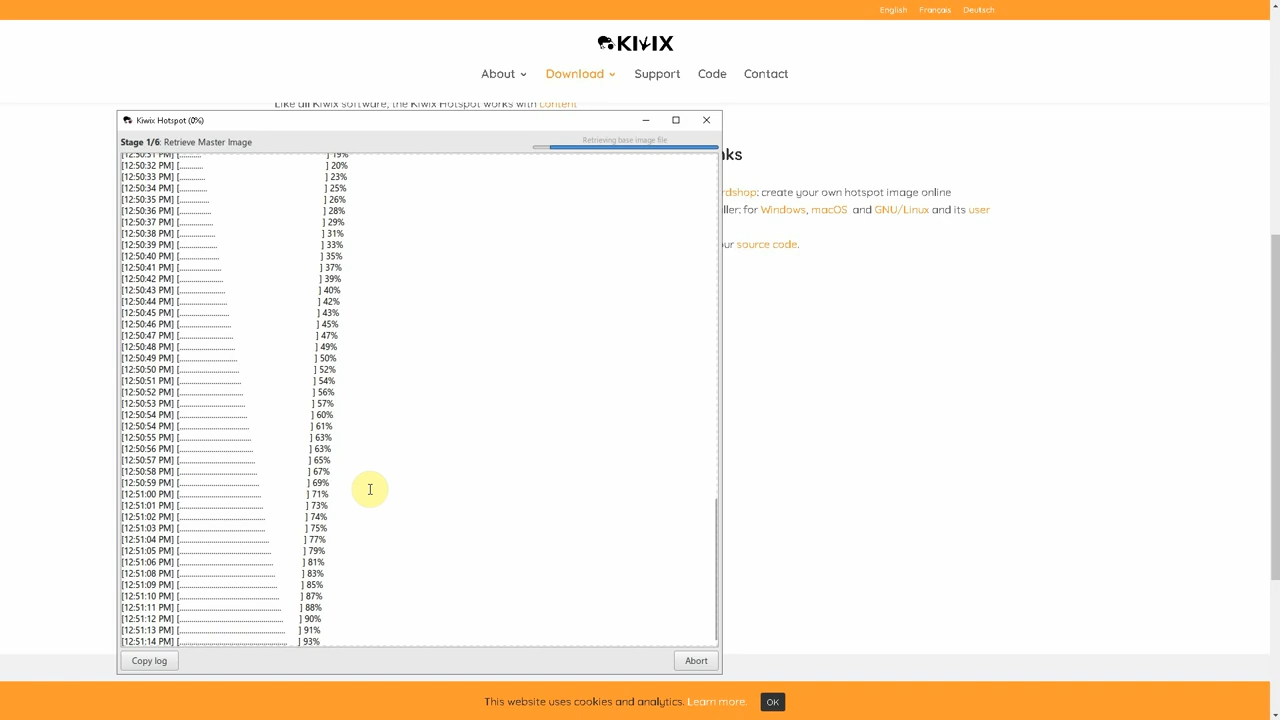 English Français Deutsch
KIWIX
About Download Support Code Contact
Like all Kiwix software, the Kiwix Hotspot works with content
Kiwix Hotspot (0%)
Stage 1/6: Retrieve Master Image
Retrieving base image file
[12:50:31 PM] [........... ] 19%
[12:50:32 PM] [........... ] 20%
[12:50:33 PM] [............. ] 23%
[12:50:34 PM] [.............. ] 25%
[12:50:35 PM] [............... ] 26%
[12:50:36 PM] [................ ] 28%
[12:50:37 PM] [................. ] 29%
[12:50:38 PM] [.................. ] 31%
[12:50:39 PM] [................... ] 33%
[12:50:40 PM] [.................... ] 35%
[12:50:41 PM] [..................... ] 37%
[12:50:42 PM] [...................... ] 39%
[12:50:43 PM] [....................... ] 40%
[12:50:44 PM] [........................ ] 42%
[12:50:45 PM] [......................... ] 43%
[12:50:46 PM] [.......................... ] 45%
[12:50:47 PM] [........................... ] 47%
[12:50:48 PM] [............................ ] 49%
[12:50:49 PM] [............................. ] 50%
[12:50:50 PM] [.............................. ] 52%
[12:50:51 PM] [............................... ] 54%
[12:50:52 PM] [................................ ] 56%
[12:50:53 PM] [................................. ] 57%
[12:50:54 PM] [.................................. ] 60%
[12:50:54 PM] [................................... ] 61%
[12:50:55 PM] [.................................... ] 63%
[12:50:56 PM] [..................................... ] 63%
[12:50:57 PM] [...................................... ] 65%
[12:50:58 PM] [....................................... ] 67%
[12:50:59 PM] [........................................ ] 69%
[12:51:00 PM] [......................................... ] 71%
[12:51:01 PM] [.......................................... ] 73%
[12:51:02 PM] [........................................... ] 74%
[12:51:03 PM] [........................................... ] 75%
[12:51:04 PM] [............................................. ] 77%
[12:51:05 PM] [.............................................. ] 79%
[12:51:06 PM] [............................................... ] 81%
[12:51:08 PM] [................................................ ] 83%
[12:51:09 PM] [................................................. ] 85%
[12:51:10 PM] [.................................................. ] 87%
[12:51:11 PM] [................................................... ] 88%
[12:51:12 PM] [.................................................... ] 90%
[12:51:13 PM] [..................................................... ] 91%
[12:51:14 PM] [...................................................... ] 93%
Copy log Abort
nks
rdshop: create your own hotspot image online
ller: for Windows, macOS and GNU/Linux and its user
ur source code.
This website uses cookies and analytics. Learn more. OK